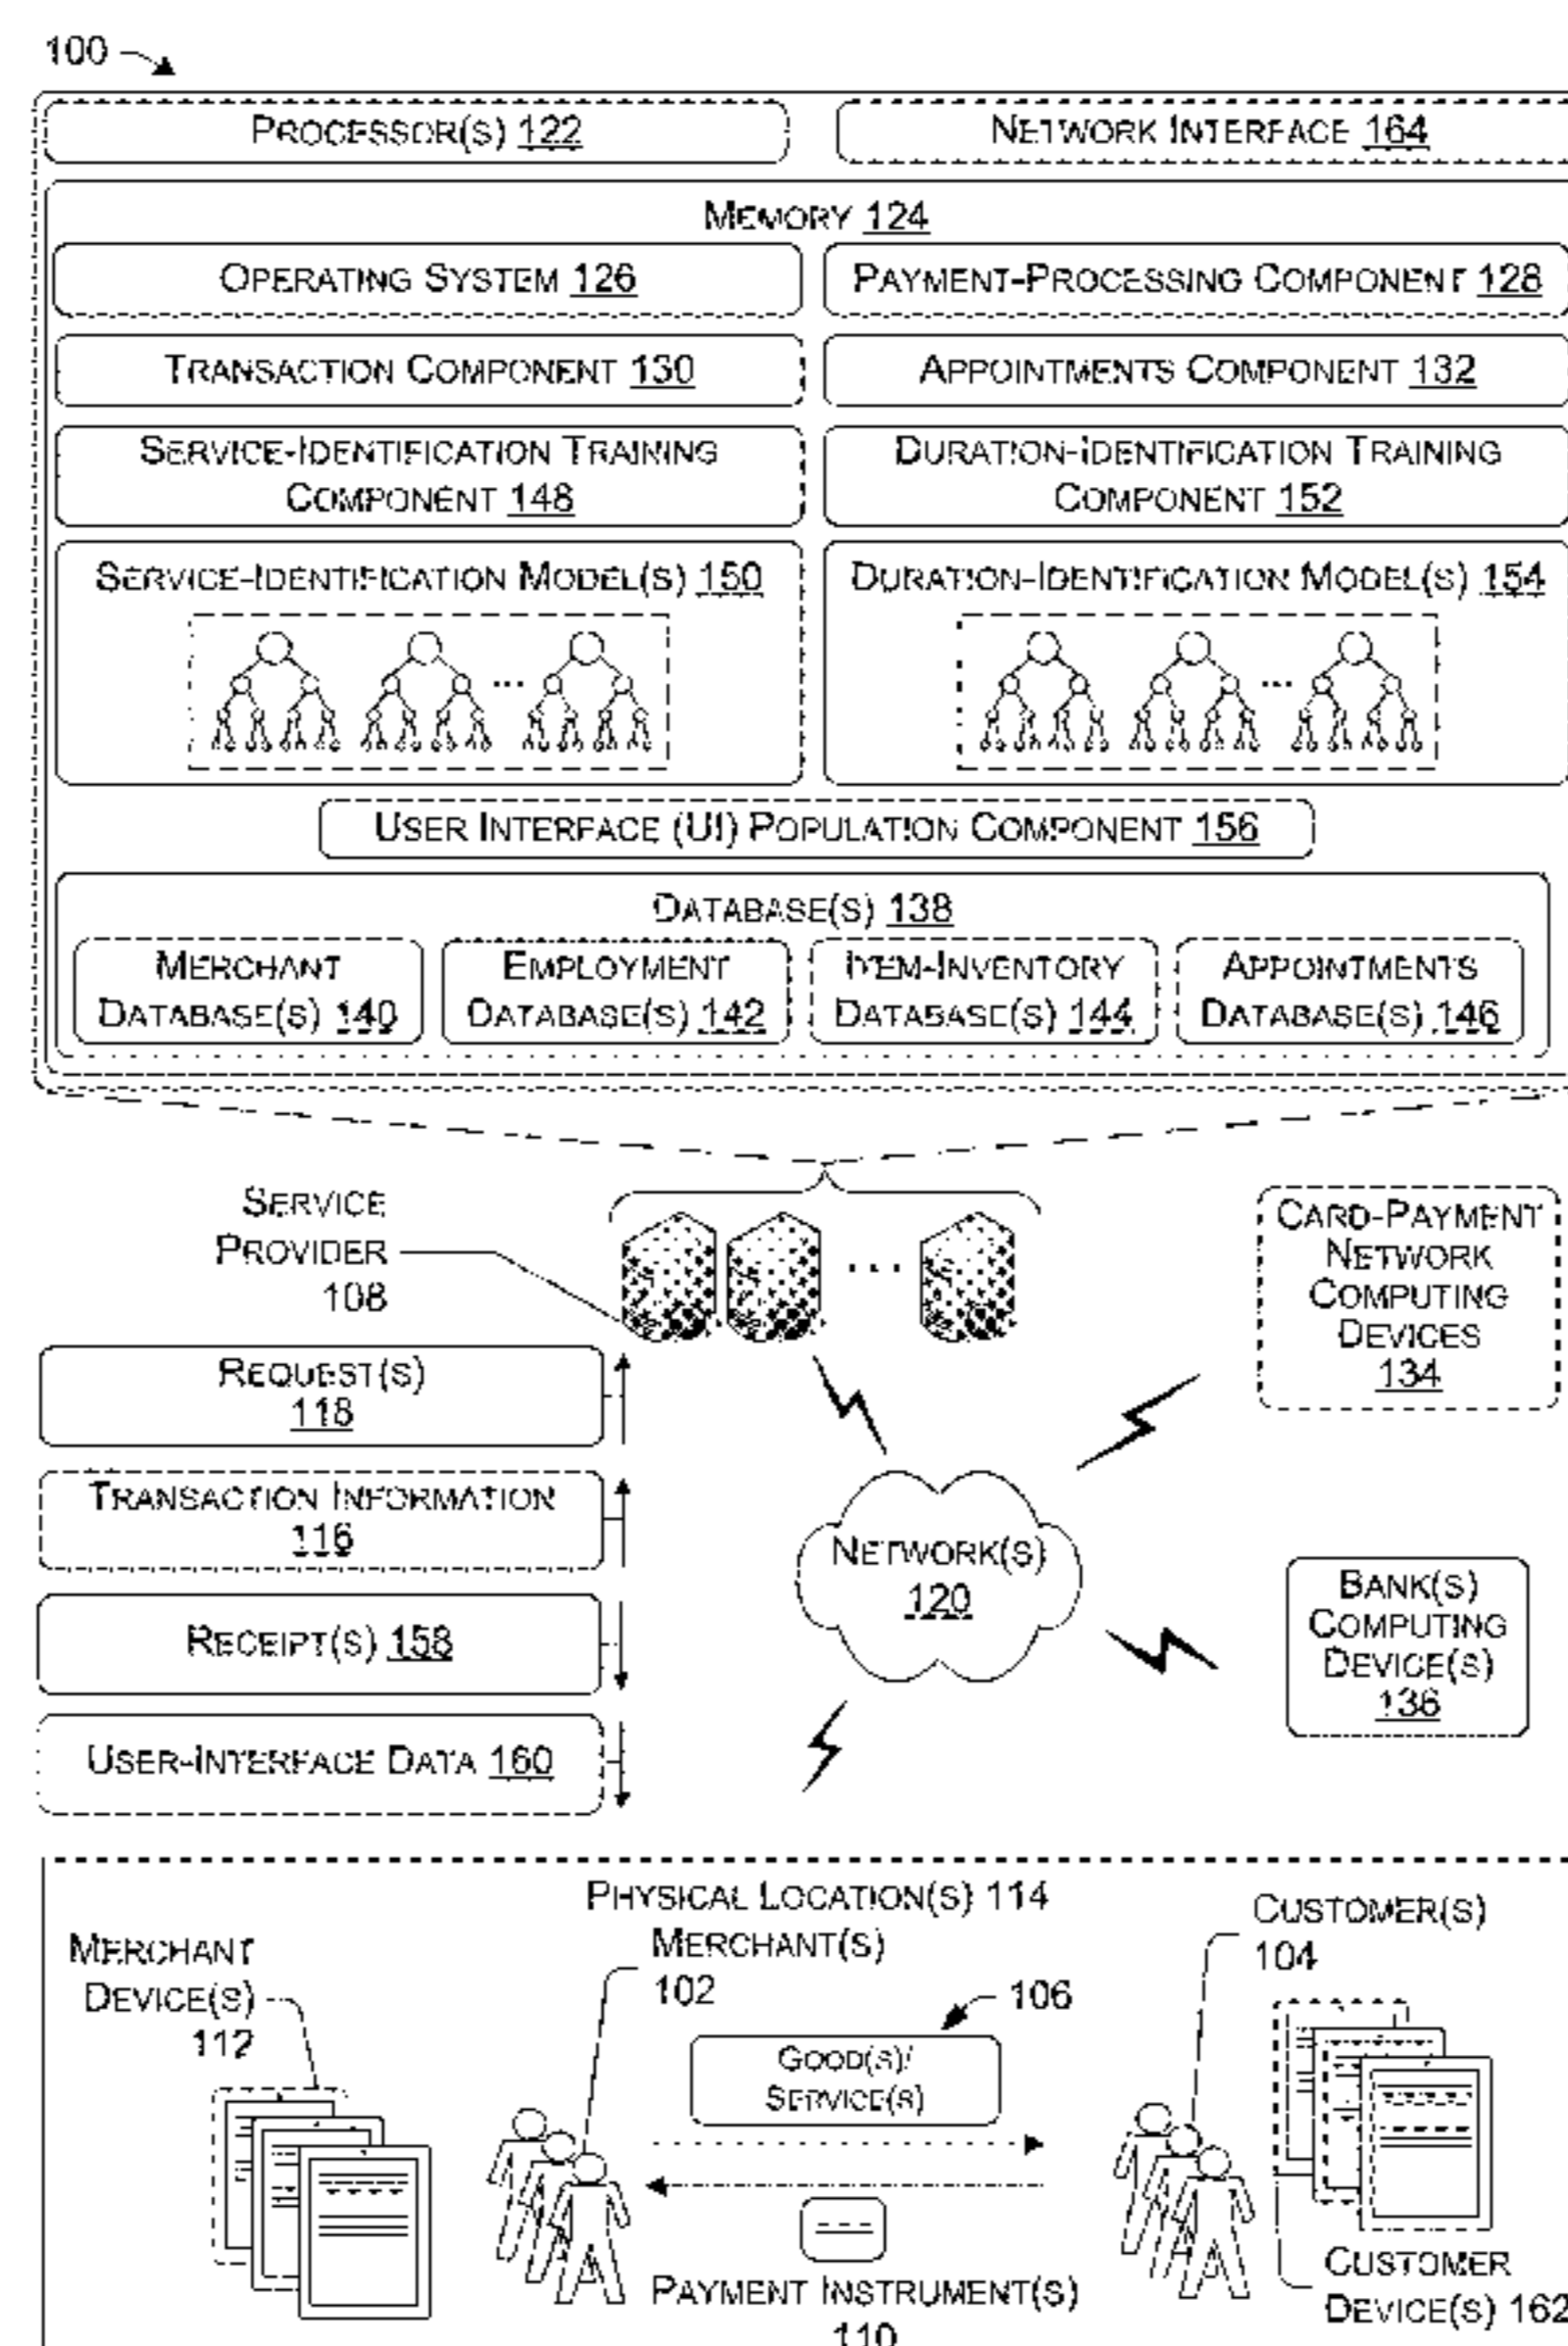 100
PROCESSOR(S) 122
NETWORK INTERFACE 164
MEMORY 124
OPERATING SYSTEM 126
PAYMENT-PROCESSING COMPONENT 128
TRANSACTION COMPONENT 130
APPOINTMENTS COMPONENT 132
SERVICE-IDENTIFICATION TRAINING
COMPONENT 148
DURATION-IDENTIFICATION TRAINING
COMPONENT 152
SERVICE-IDENTIFICATION MODEL(S) 150
...
DURATION-IDENTIFICATION MODEL(S) 154
...
USER INTERFACE (UI) POPULATION COMPONENT 156
DATABASE(S) 138
MERCHANT
DATABASE(S) 140
EMPLOYMENT
DATABASE(S) 142
ITEM-INVENTORY
DATABASE(S) 144
APPOINTMENTS
DATABASE(S) 146
SERVICE
PROVIDER
108
...
CARD-PAYMENT
NETWORK
COMPUTING
DEVICES
134
REQUEST(S)
118
TRANSACTION INFORMATION
116
RECEIPT(S) 158
USER-INTERFACE DATA 160
NETWORK(S)
120
BANK(S)
COMPUTING
DEVICE(S)
136
PHYSICAL LOCATION(S) 114
MERCHANT
DEVICE(S)
112
MERCHANT(S)
102
106
GOOD(S)/
SERVICE(S)
CUSTOMER(S)
104
PAYMENT INSTRUMENT(S)
110
CUSTOMER
DEVICE(S) 162